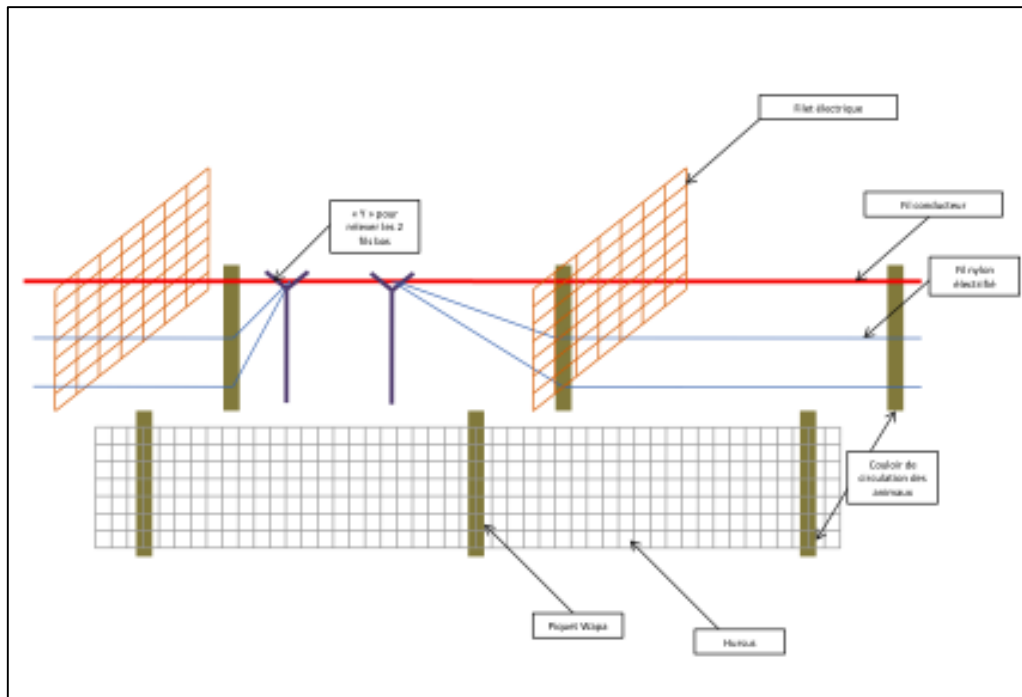 Filet électrique
« Y » pour
relever les 2
fils bas
Fil conducteur
Fil nylon
électrifié
Couloir de
circulation des
animaux
Piquet Wapa
Hursus